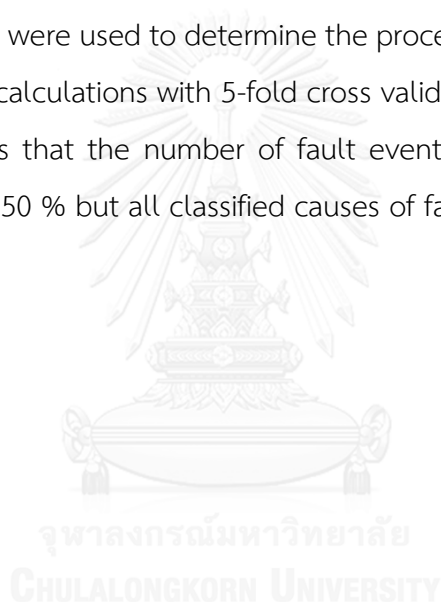 were used to determine the proce
calculations with 5-fold cross valid
s that the number of fault event
50 % but all classified causes of fa
จุฬาลงกรณ์มหาวิทยาลัย
CHULALONGKORN UNIVERSITY